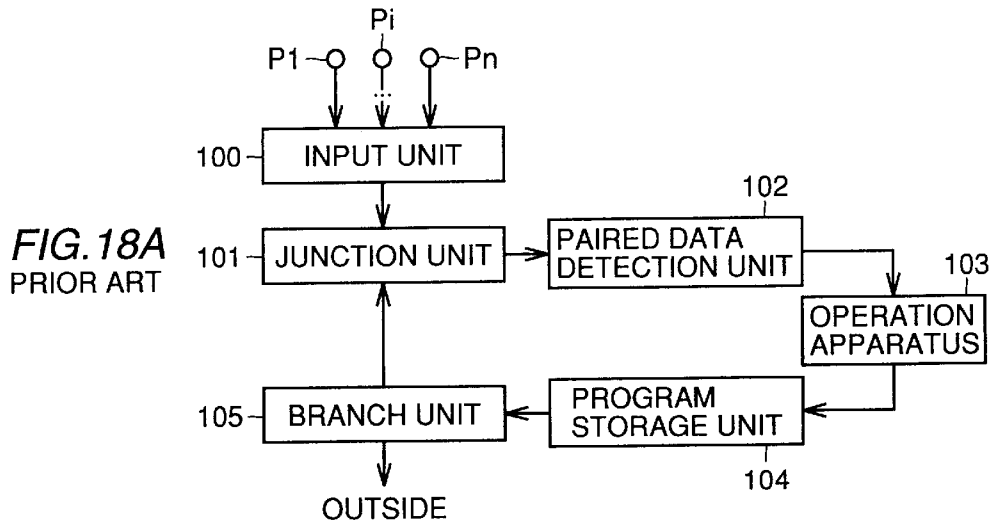 Pi
P1
Pn
...
100
INPUT UNIT
102
FIG.18A
PRIOR ART
101
JUNCTION UNIT
PAIRED DATA
DETECTION UNIT
103
OPERATION
APPARATUS
105
BRANCH UNIT
PROGRAM
STORAGE UNIT
104
OUTSIDE